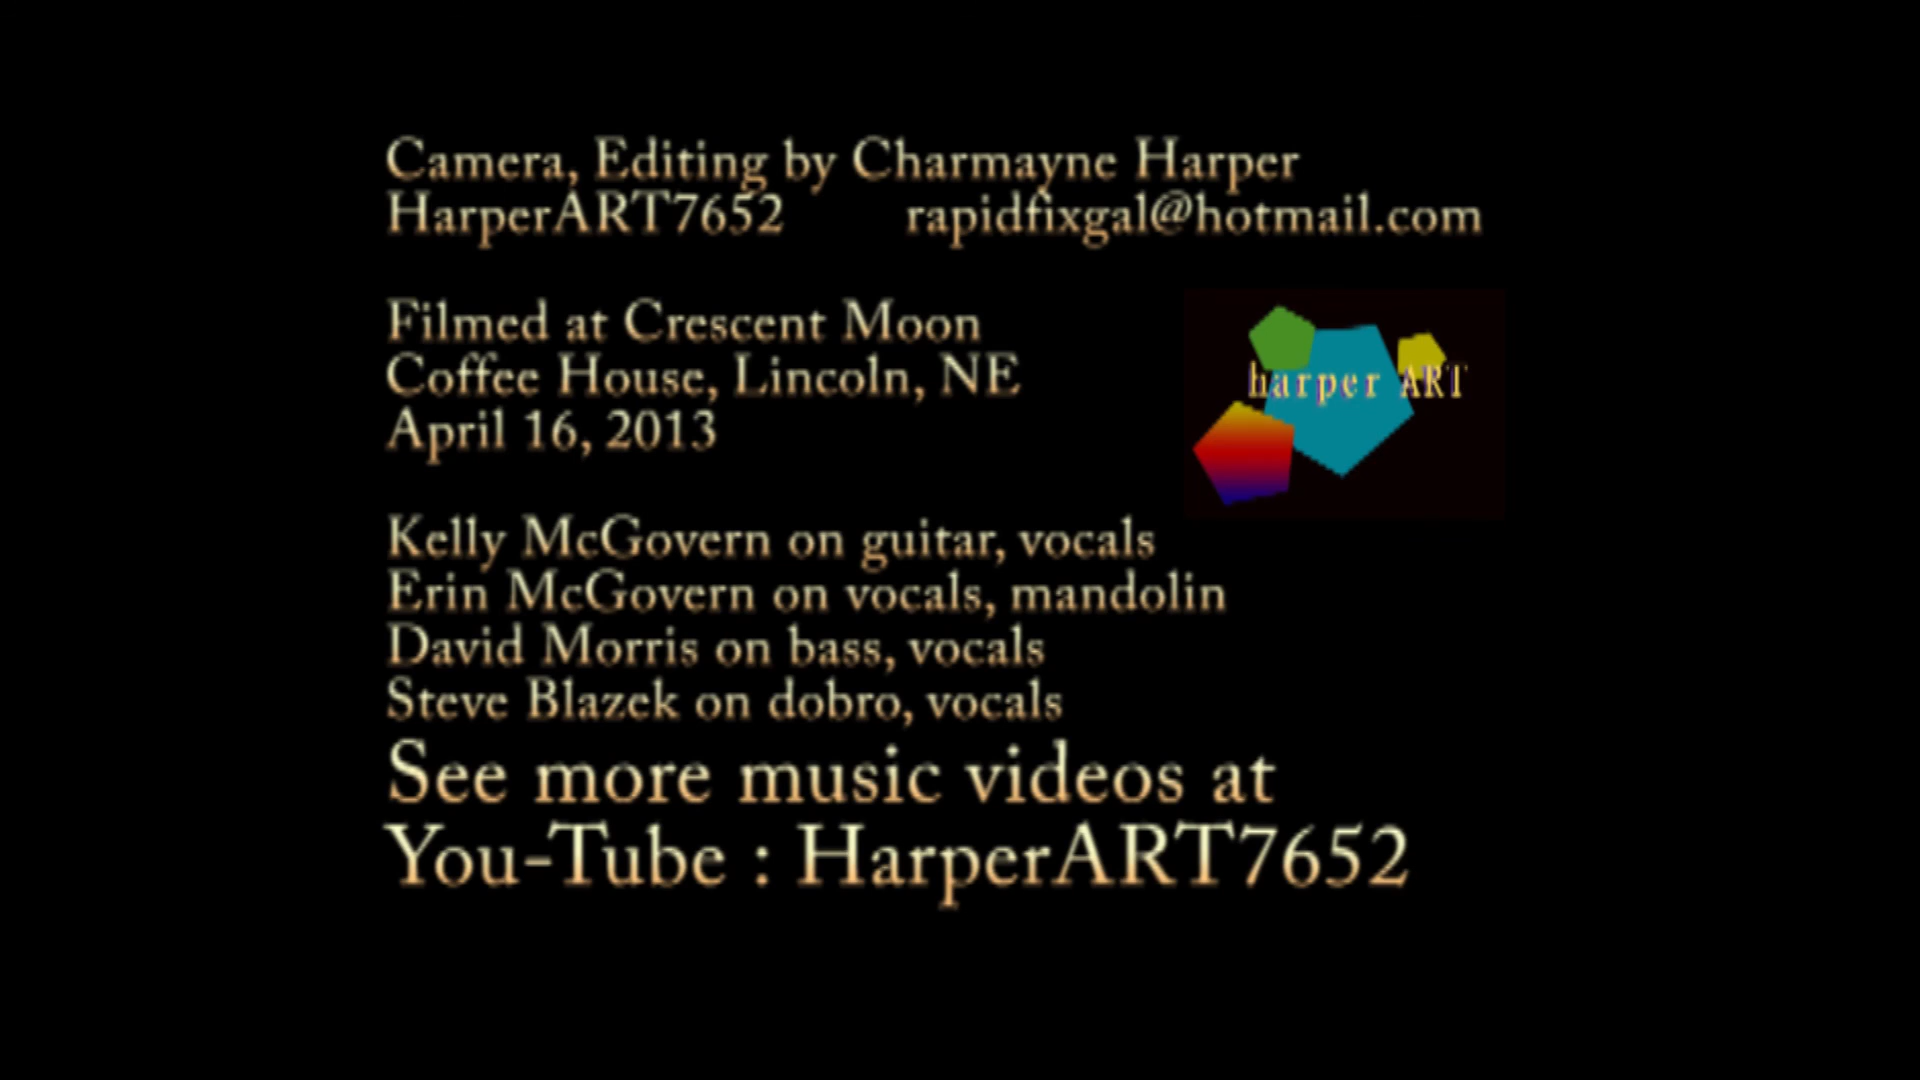 Camera, Editing by Charmayne Harper
HarperART7652 rapidfixgal@hotmail.com
Filmed at Crescent Moon
Coffee House, Lincoln, NE
April 16, 2013
harper ART
Kelly McGovern on guitar, vocals
Erin McGovern on vocals, mandolin
David Morris on bass, vocals
Steve Blazek on dobro, vocals
See more music videos at
You-Tube : HarperART7652